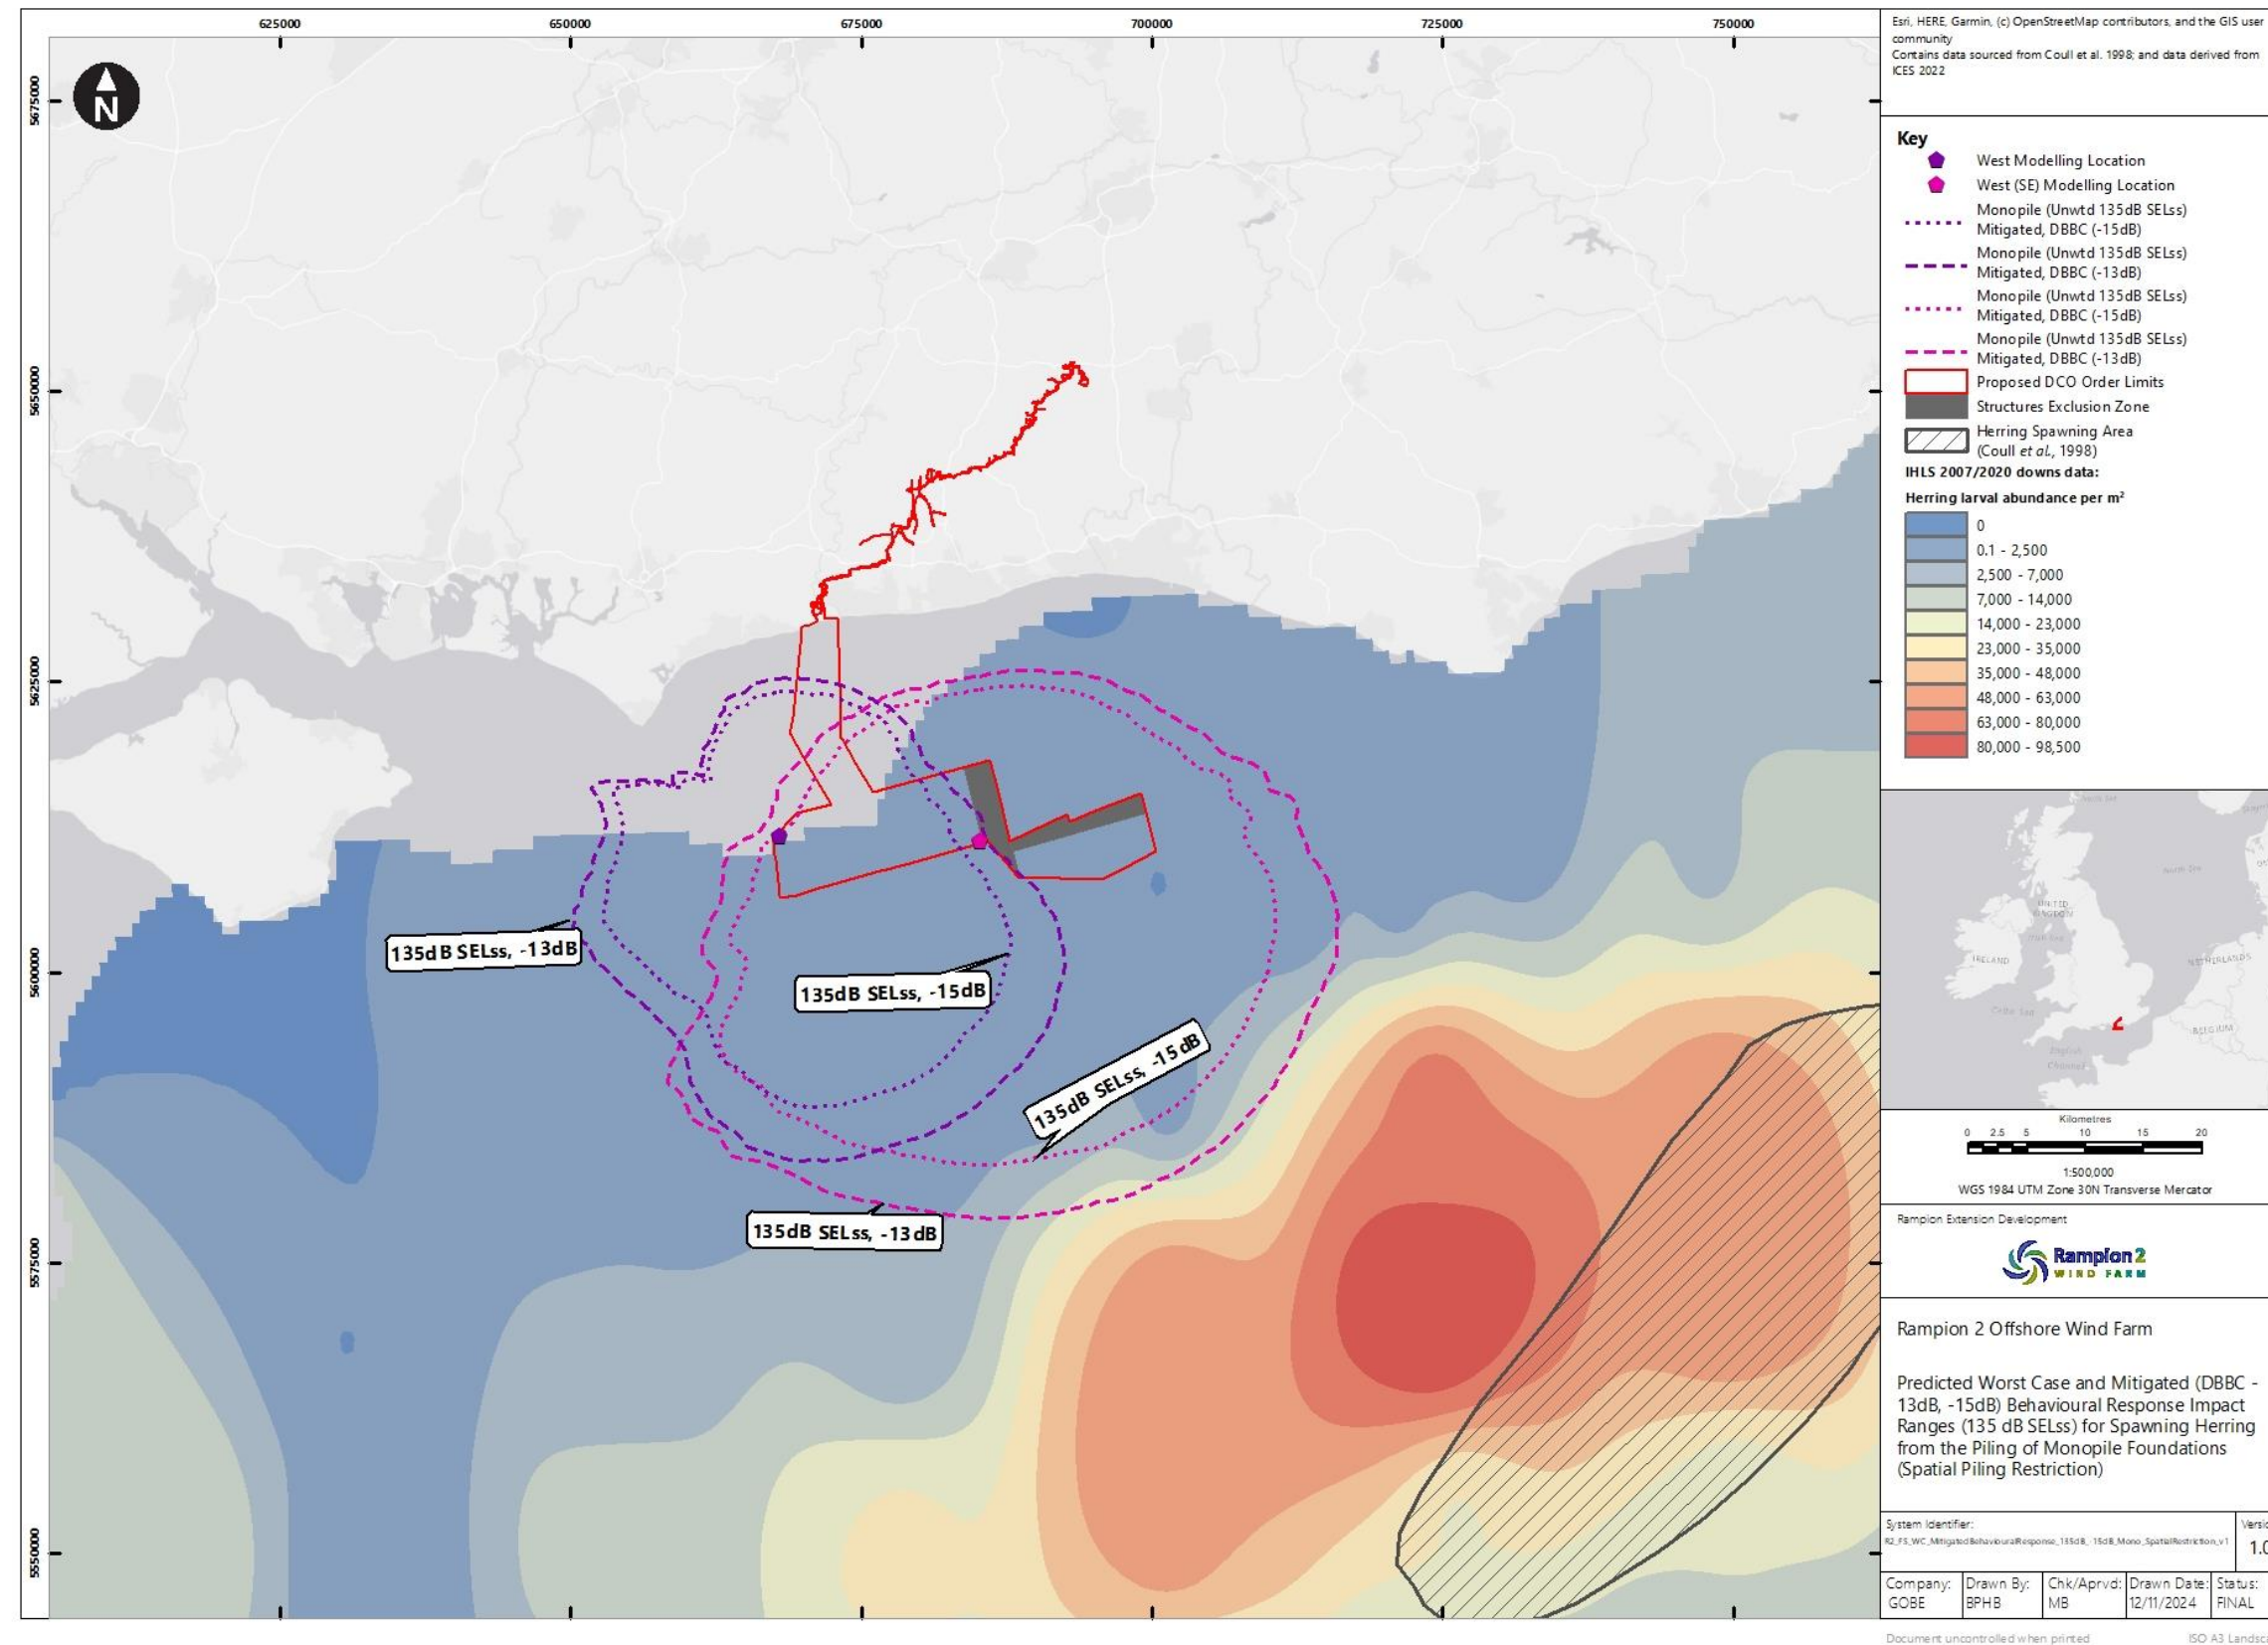 625000
650000
675000
700000
725000
750000
5675000
5650000
5625000
5600000
5575000
5550000
N
135dB SELss, -13dB
135dB SELss, -15dB
135dB SELss, -15dB
135dB SELss, -13dB
Esri, HERE, Garmin, (c) OpenStreetMap contributors, and the GIS user
community
Contains data sourced from Coull et al. 1998; and data derived from
ICES 2022
Key
West Modelling Location
West (SE) Modelling Location
Monopile (Unwtd 135dB SELss)
Mitigated, DBBC (-15dB)
Monopile (Unwtd 135dB SELss)
Mitigated, DBBC (-13dB)
Monopile (Unwtd 135dB SELss)
Mitigated, DBBC (-15dB)
Monopile (Unwtd 135dB SELss)
Mitigated, DBBC (-13dB)
Proposed DCO Order Limits
Structures Exclusion Zone
Herring Spawning Area
(Coull et al., 1998)
IHLS 2007/2020 downs data:
Herring larval abundance per m²
0
0.1 - 2,500
2,500 - 7,000
7,000 - 14,000
14,000 - 23,000
23,000 - 35,000
35,000 - 48,000
48,000 - 63,000
63,000 - 80,000
80,000 - 98,500
UNITED
KINGDOM
IRELAND
NETHERLANDS
BELGIUM
English
Channel
Kilometres
0 2.5 5 10 15 20
1:500,000
WGS 1984 UTM Zone 30N Transverse Mercator
Rampion Extension Development
Rampion 2
WIND FARM
Rampion 2 Offshore Wind Farm
Predicted Worst Case and Mitigated (DBBC -
13dB, -15dB) Behavioural Response Impact
Ranges (135 dB SELss) for Spawning Herring
from the Piling of Monopile Foundations
(Spatial Piling Restriction)
System Identifier:
Versio
1.0
Company: Drawn By: Chk/Aprvd: Drawn Date: Status:
GOBE BPHB MB 12/11/2024 FINAL
Document uncontrolled when printed
ISO A3 Landsc